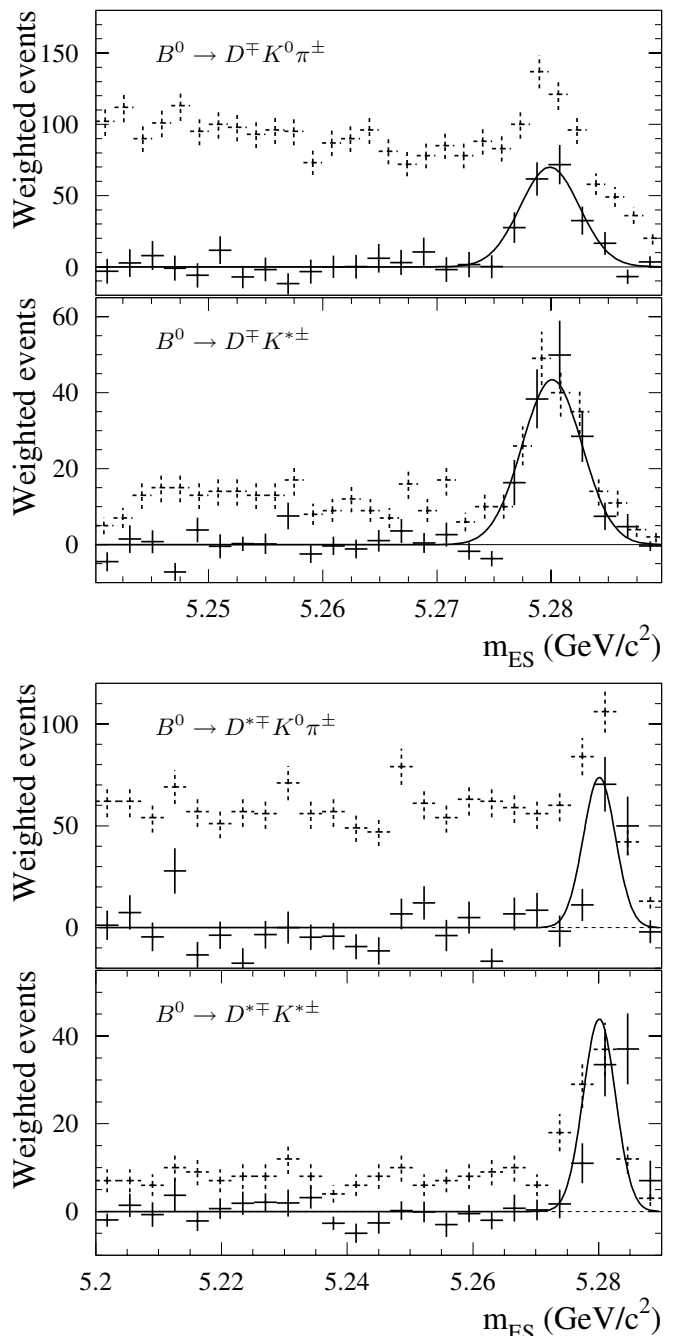 Weighted events
B⁰ → D∓K⁰π±
150
100
50
0
Weighted events
B⁰ → D∓K*±
60
40
20
0
5.25 5.26 5.27 5.28
m_ES (GeV/c²)
Weighted events
B⁰ → D*∓K⁰π±
100
50
0
Weighted events
B⁰ → D*∓K*±
40
20
0
5.2 5.22 5.24 5.26 5.28
m_ES (GeV/c²)